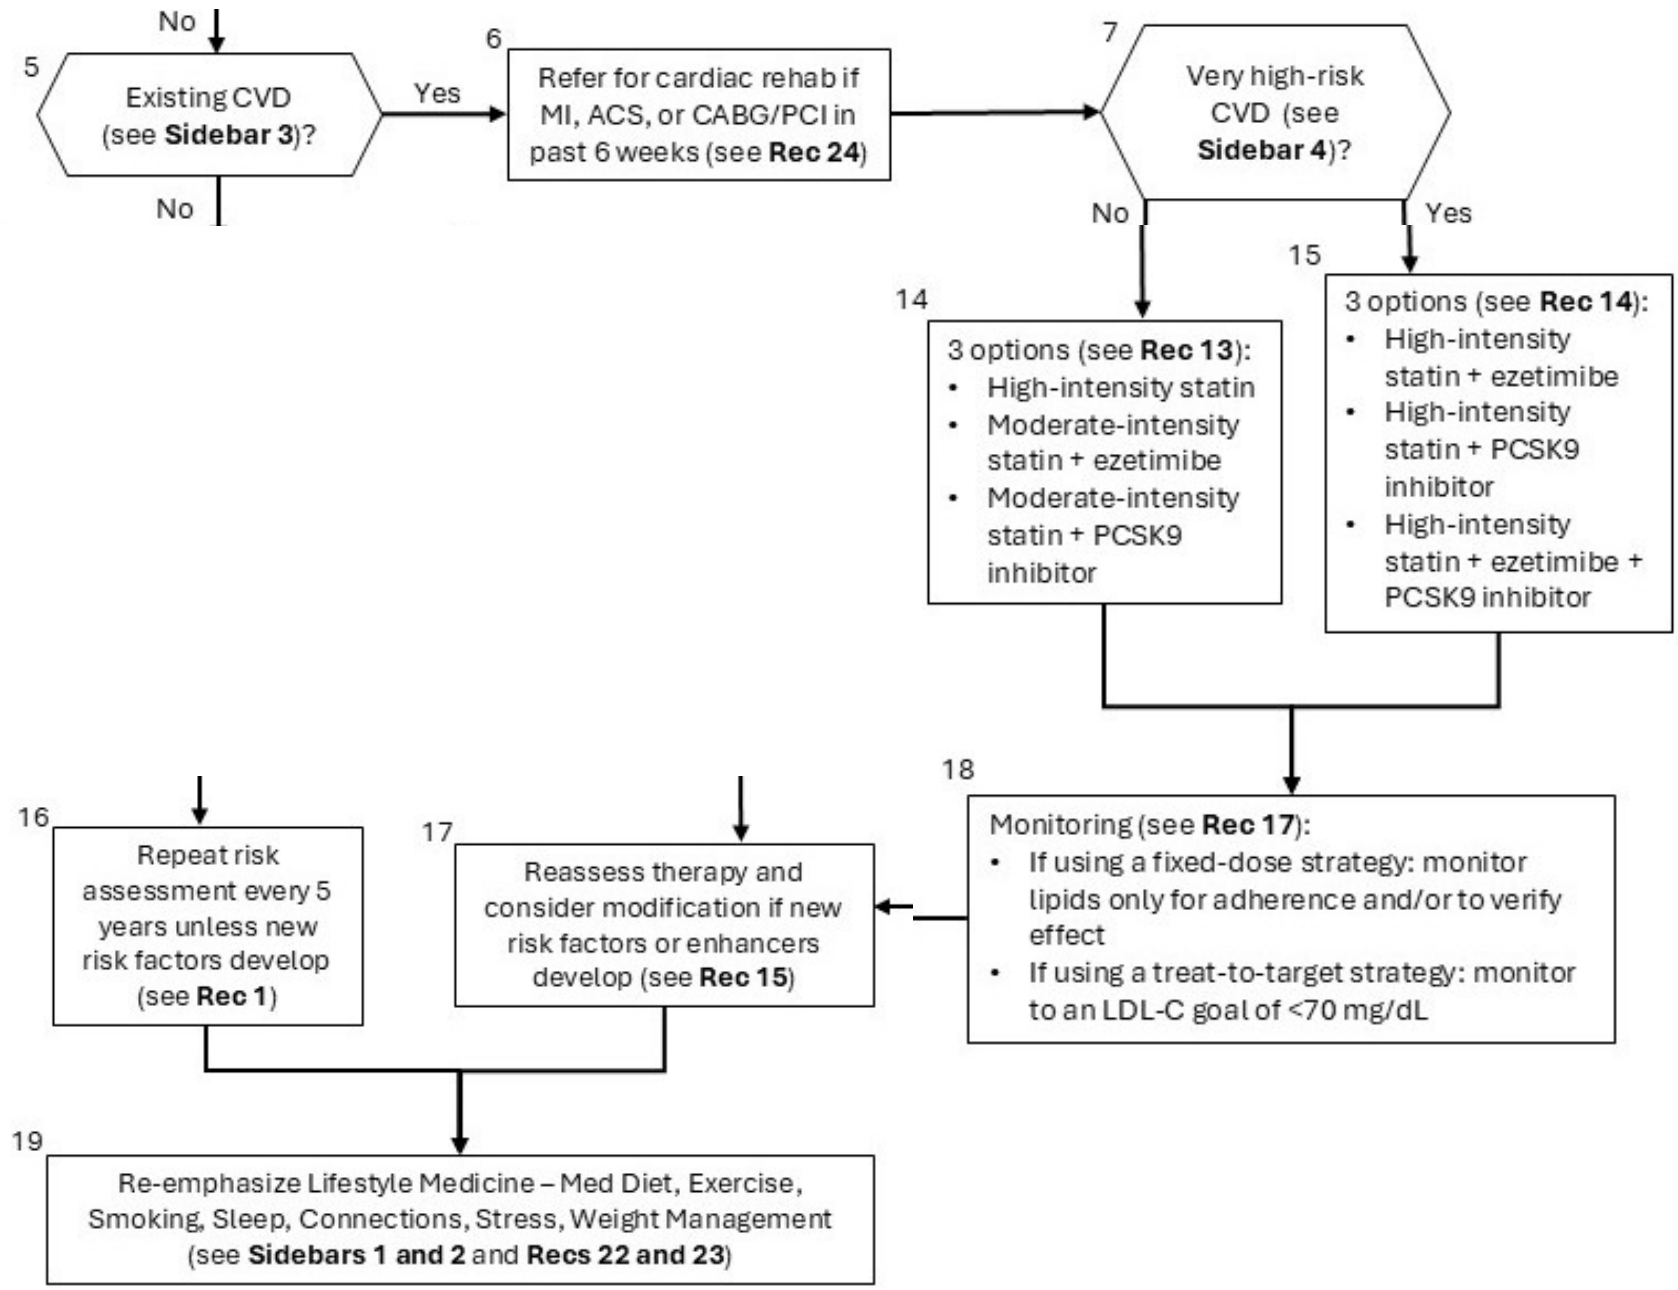 No
5
Existing CVD
(see Sidebar 3)?
Yes
No
6
Refer for cardiac rehab if
MI, ACS, or CABG/PCI in
past 6 weeks (see Rec 24)
7
Very high-risk
CVD (see
Sidebar 4)?
No
Yes
14
3 options (see Rec 13):
• High-intensity statin
• Moderate-intensity
statin + ezetimibe
• Moderate-intensity
statin + PCSK9
inhibitor
15
3 options (see Rec 14):
• High-intensity
statin + ezetimibe
• High-intensity
statin + PCSK9
inhibitor
• High-intensity
statin + ezetimibe +
PCSK9 inhibitor
16
Repeat risk
assessment every 5
years unless new
risk factors develop
(see Rec 1)
17
Reassess therapy and
consider modification if new
risk factors or enhancers
develop (see Rec 15)
18
Monitoring (see Rec 17):
• If using a fixed-dose strategy: monitor
lipids only for adherence and/or to verify
effect
• If using a treat-to-target strategy: monitor
to an LDL-C goal of <70 mg/dL
19
Re-emphasize Lifestyle Medicine – Med Diet, Exercise,
Smoking, Sleep, Connections, Stress, Weight Management
(see Sidebars 1 and 2 and Recs 22 and 23)